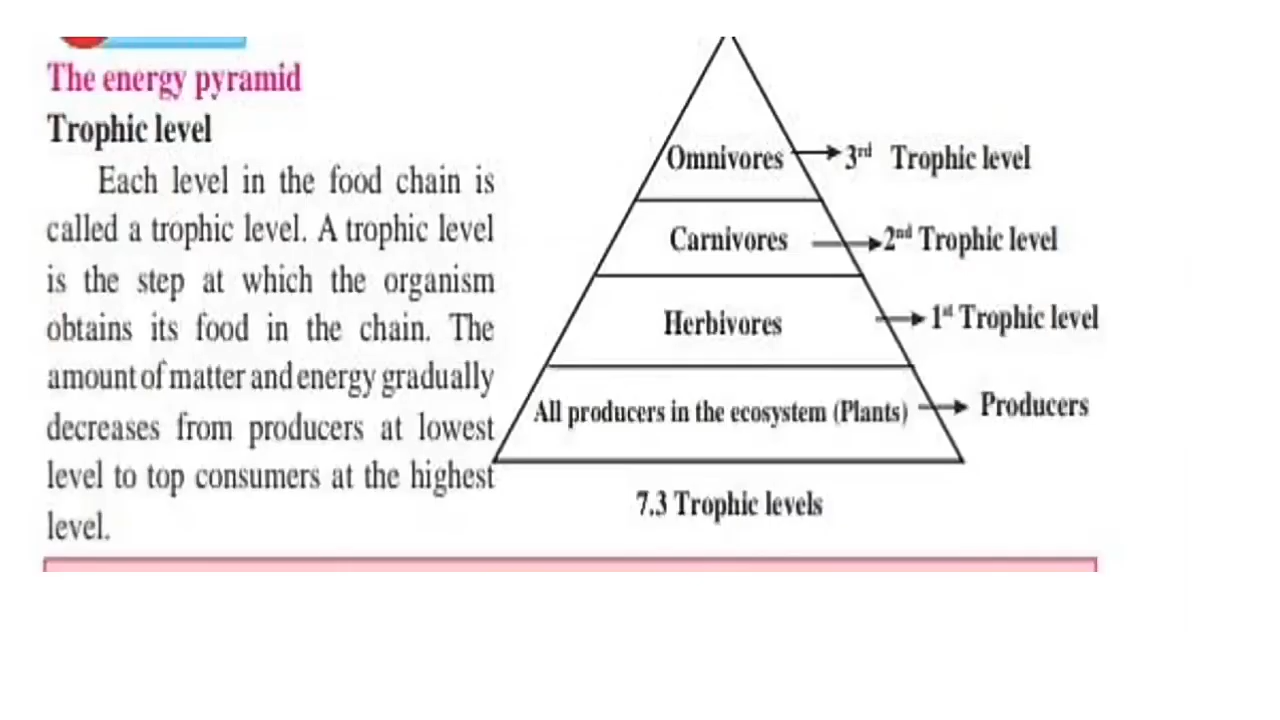 The energy pyramid
Trophic level
Each level in the food chain is
called a trophic level. A trophic level
is the step at which the organism
obtains its food in the chain. The
amount of matter and energy gradually
decreases from producers at lowest
level to top consumers at the highest
level.
Omnivores 3rd Trophic level
Carnivores 2nd Trophic level
Herbivores 1st Trophic level
All producers in the ecosystem (Plants) Producers
7.3 Trophic levels